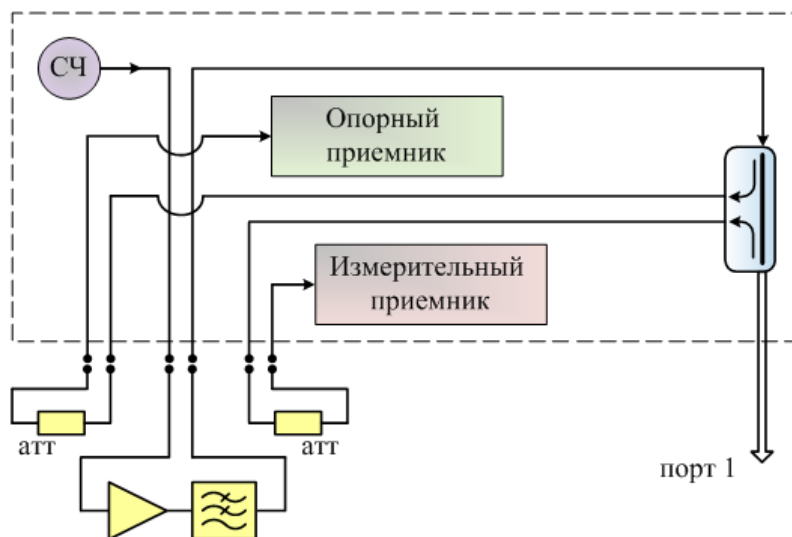 СЧ
Опорный
приемник
Измерительный
приемник
атт
атт
порт 1